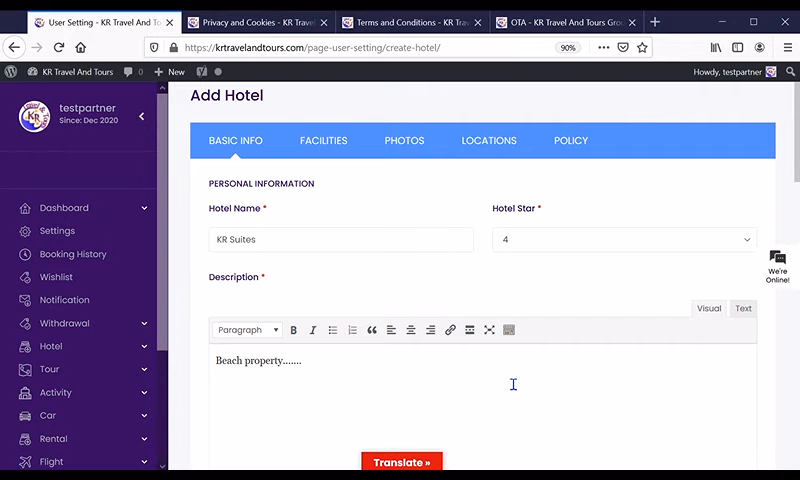 User Setting - KR Travel And To
Privacy and Cookies - KR Travel
Terms and Conditions - KR Trav
OTA - KR Travel And Tours Grou
https://krtravelandtours.com/page-user-setting/create-hotel/
90%
KR Travel And Tours
0
New
Howdy, testpartner
testpartner
Since: Dec 2020
Dashboard
Settings
Booking History
Wishlist
Notification
Withdrawal
Hotel
Tour
Activity
Car
Rental
Flight
Add Hotel
BASIC INFO
FACILITIES
PHOTOS
LOCATIONS
POLICY
PERSONAL INFORMATION
Hotel Name *
Hotel Star *
KR Suites
4
Description *
Visual
Text
Paragraph
B
I
Beach property.......
We're
Online!
Translate »